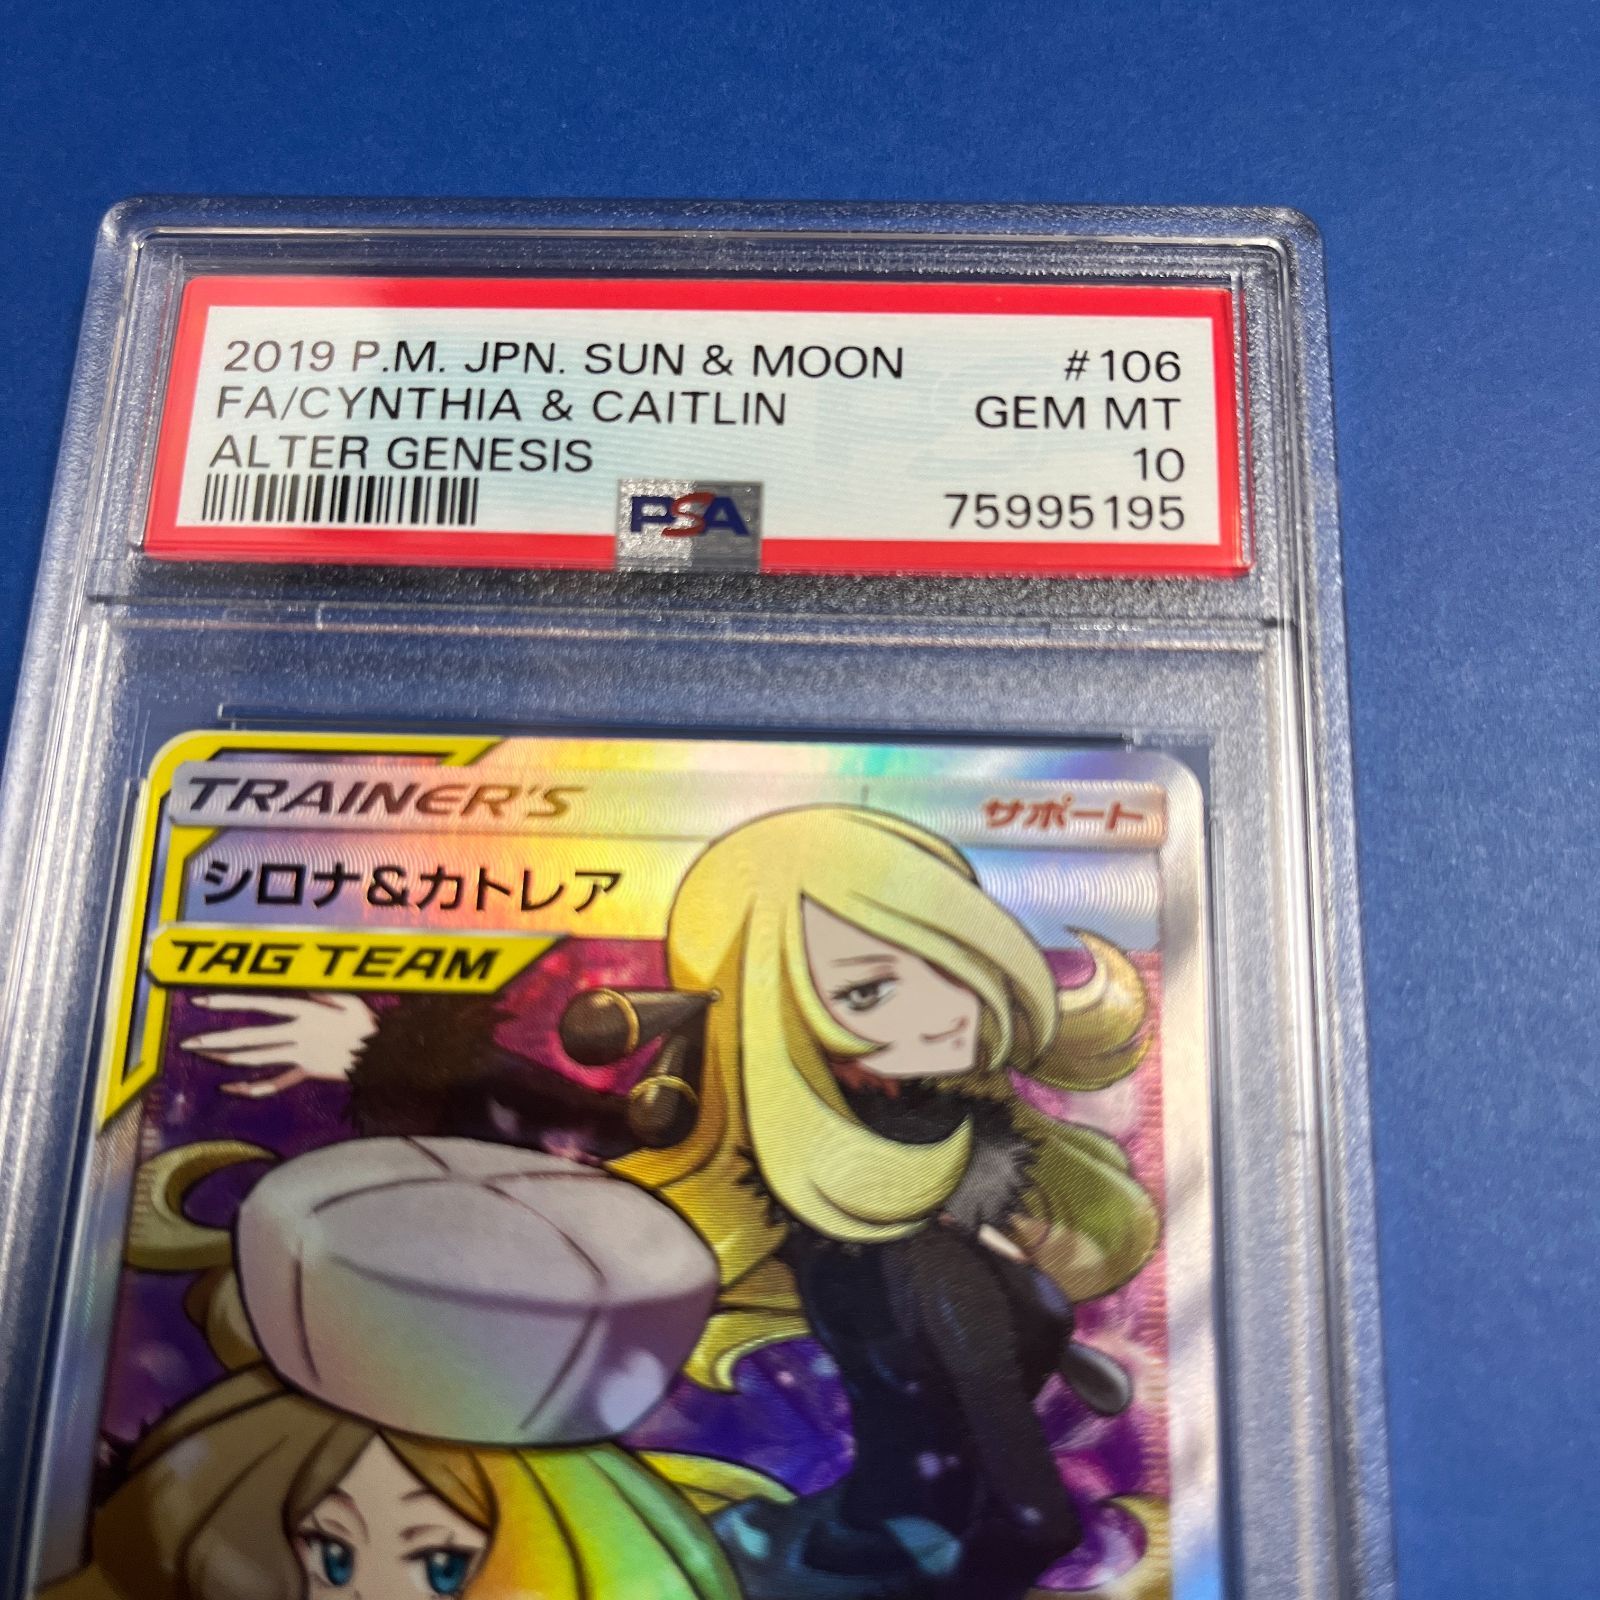 2019 P.M. JPN. SUN & MOON #106
FA/CYNTHIA & CAITLIN GEM MT
ALTER GENESIS 10
PSA 75995195
TRAINER'S サポート
シロナ&カトレア
TAG TEAM